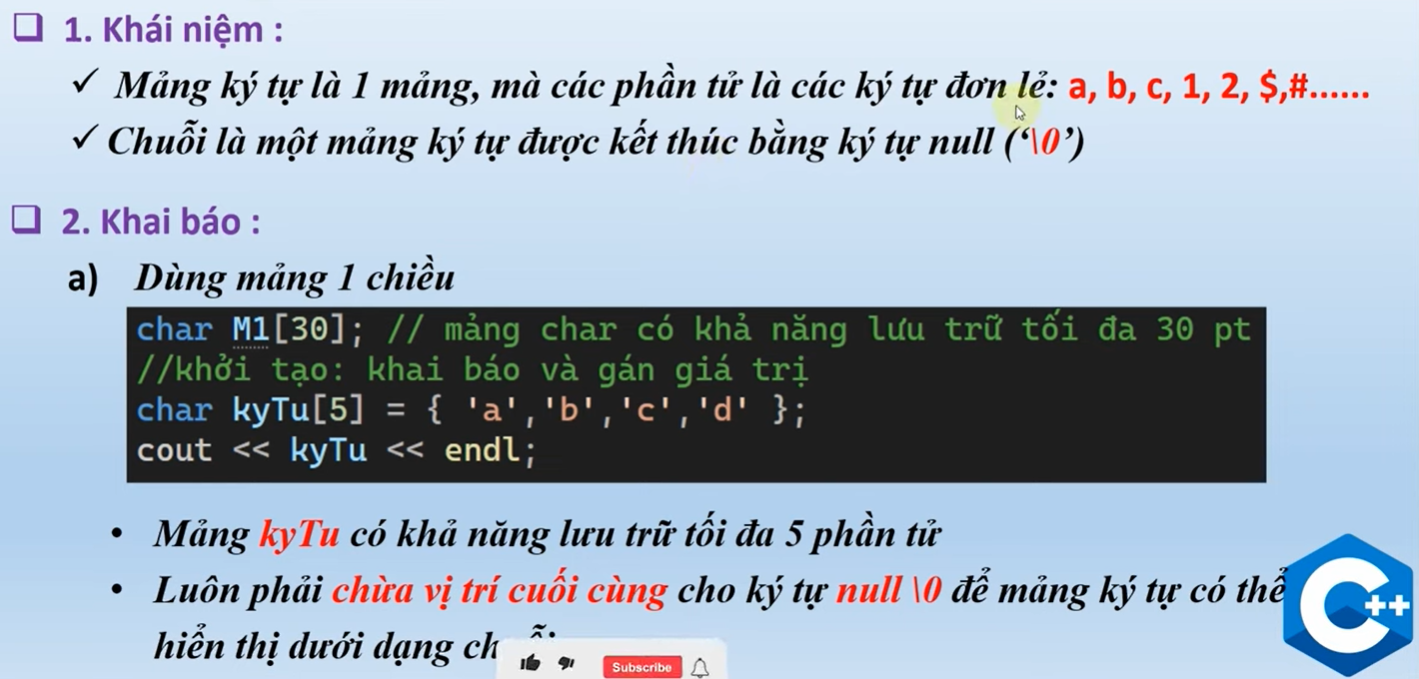 1. Khái niệm :
✓ Mảng ký tự là 1 mảng, mà các phần tử là các ký tự đơn lẻ: a, b, c, 1, 2, $,#......
✓ Chuỗi là một mảng ký tự được kết thúc bằng ký tự null (‘\0’)
2. Khai báo :
a) Dùng mảng 1 chiều
char M1[30]; // mảng char có khả năng lưu trữ tối đa 30 pt
//khởi tạo: khai báo và gán giá trị
char kyTu[5] = { 'a','b','c','d' };
cout << kyTu << endl;
• Mảng kyTu có khả năng lưu trữ tối đa 5 phần tử
• Luôn phải chừa vị trí cuối cùng cho ký tự null \0 để mảng ký tự có thể
hiển thị dưới dạng
C++
Subscribe